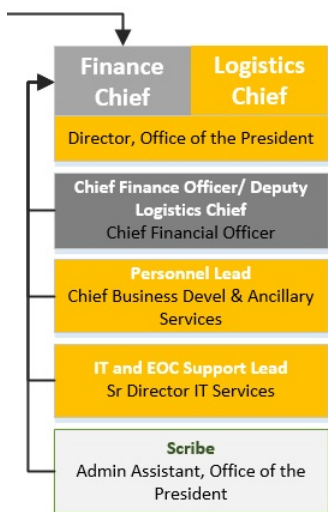 Finance Logistics
Chief Chief
Director, Office of the President
Chief Finance Officer/ Deputy
Logistics Chief
Chief Financial Officer
Personnel Lead
Chief Business Devel & Ancillary
Services
IT and EOC Support Lead
Sr Director IT Services
Scribe
Admin Assistant, Office of the
President